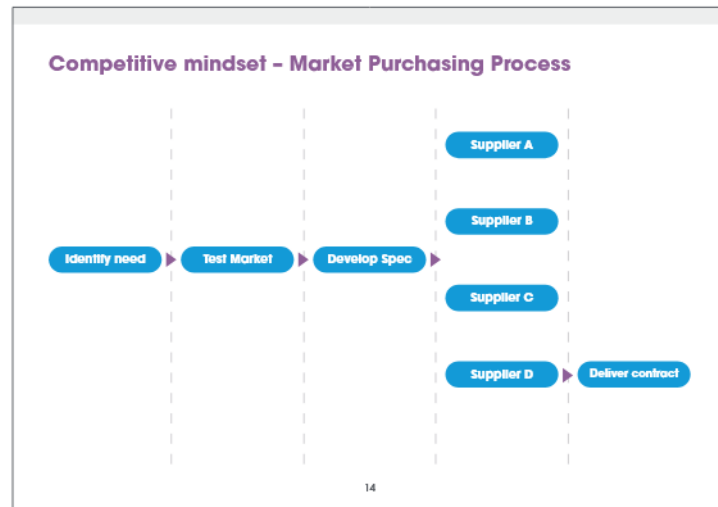 Competitive mindset – Market Purchasing Process
Supplier A
Supplier B
Identify need
Test Market
Develop Spec
Supplier C
Supplier D
Deliver contract
14